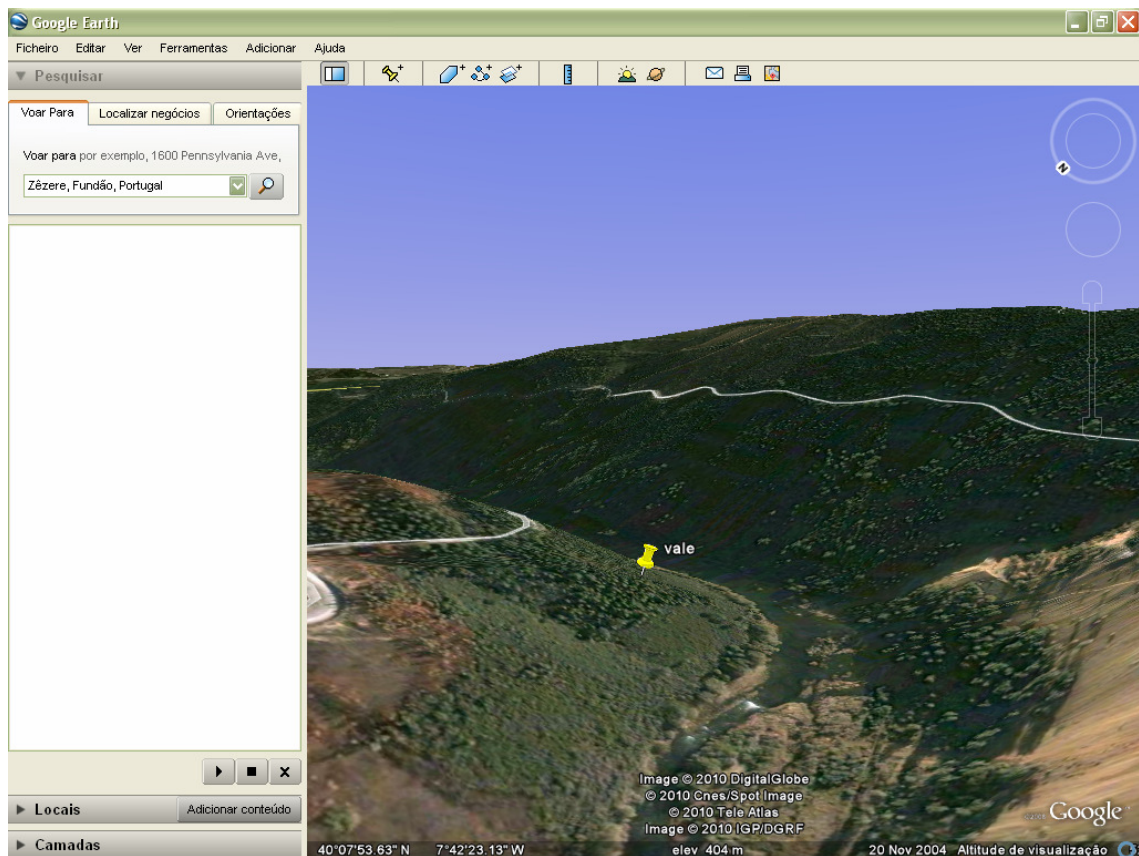 Google Earth
Ficheiro Editar Ver Ferramentas Adicionar Ajuda
Pesquisar
Voar Para Localizar negócios Orientações
Voar para por exemplo, 1600 Pennsylvania Ave,
Zêzere, Fundão, Portugal
N
vale
Image © 2010 DigitalGlobe
© 2010 Cnes/Spot Image
© 2010 Tele Atlas
Image © 2010 IGP/DGRF
Google
Locais Adicionar conteúdo
Camadas
40°07'53.63" N 7°42'23.13" W elev 404 m 20 Nov 2004 Altitude de visualização